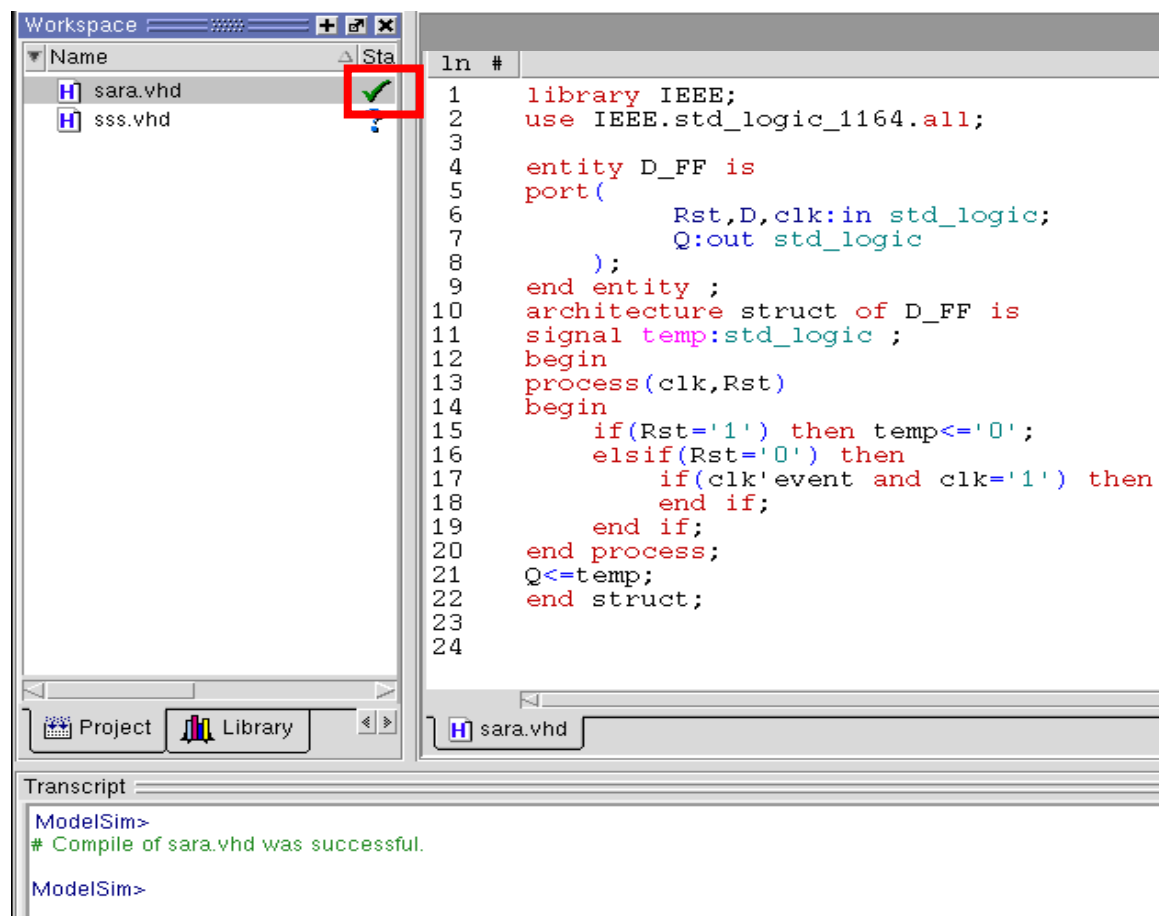 Workspace
Name Sta
sara.vhd
sss.vhd
Project Library
ln #
1 library IEEE;
2 use IEEE.std_logic_1164.all;
3
4 entity D_FF is
5 port(
6 Rst,D,clk:in std_logic;
7 Q:out std_logic
8 );
9 end entity ;
10 architecture struct of D_FF is
11 signal temp:std_logic ;
12 begin
13 process(clk,Rst)
14 begin
15 if(Rst='1') then temp<='0';
16 elsif(Rst='0') then
17 if(clk'event and clk='1') then
18 end if;
19 end if;
20 end process;
21 Q<=temp;
22 end struct;
23
24
sara.vhd
Transcript
ModelSim>
# Compile of sara.vhd was successful.
ModelSim>